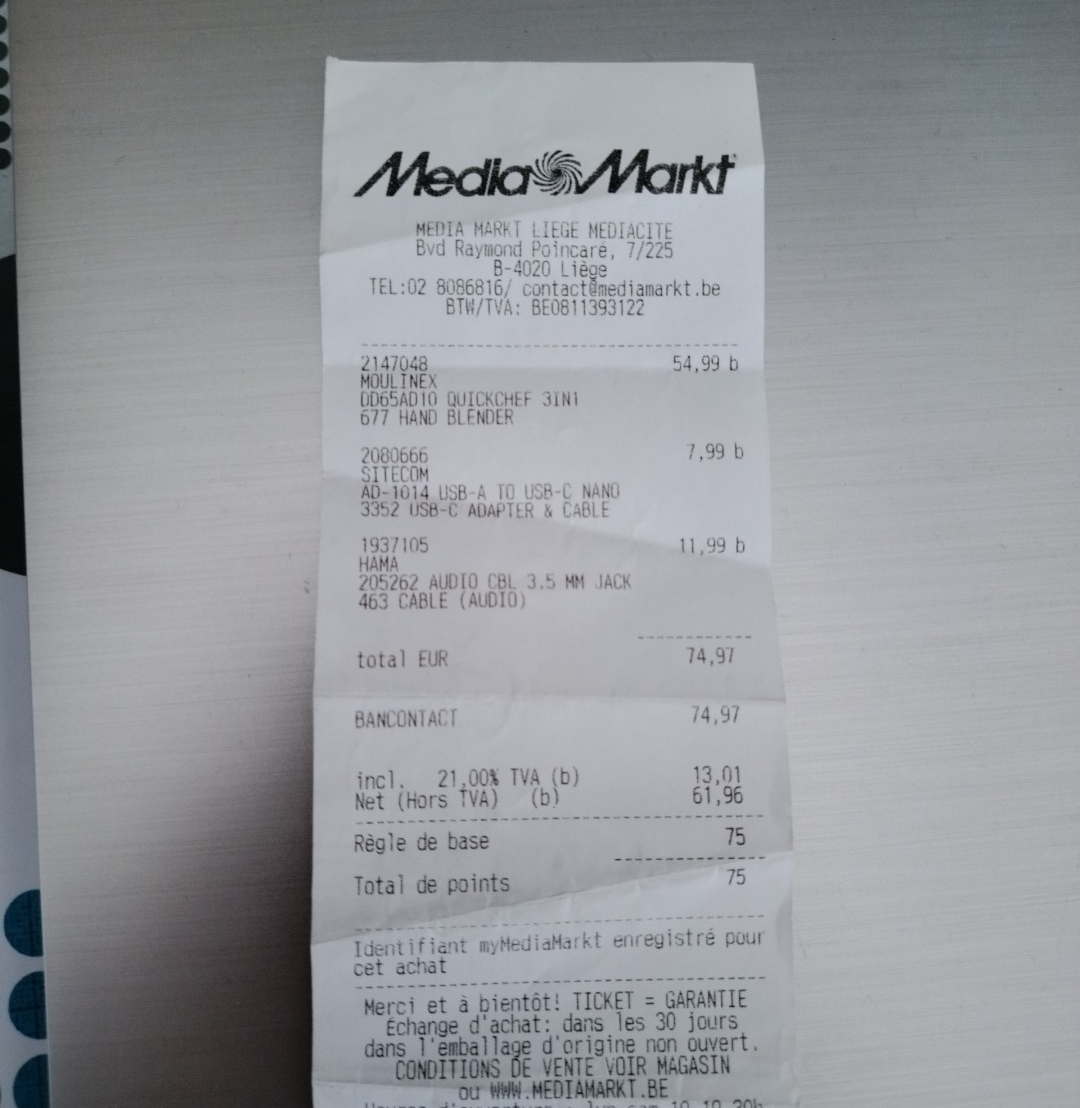 Media Markt
MEDIA MARKT LIEGE MEDIACITE
Bvd Raymond Poincaré, 7/225
B-4020 Liège
TEL:02 8086816/ contact@mediamarkt.be
BTW/TVA: BE0811393122
2147048 54,99 b
MOULINEX
DD65AD10 QUICKCHEF 3IN1
677 HAND BLENDER
2080666 7,99 b
SITECOM
AD-1014 USB-A TO USB-C NANO
3352 USB-C ADAPTER & CABLE
1937105 11,99 b
HAMA
205262 AUDIO CBL 3.5 MM JACK
463 CABLE (AUDIO)
total EUR 74,97
BANCONTACT 74,97
incl. 21,00% TVA (b) 13,01
Net (Hors TVA) (b) 61,96
Règle de base 75
Total de points 75
Identifiant myMediaMarkt enregistré pour
cet achat
Merci et à bientôt! TICKET = GARANTIE
Échange d'achat: dans les 30 jours
dans l'emballage d'origine non ouvert.
CONDITIONS DE VENTE VOIR MAGASIN
ou WWW.MEDIAMARKT.BE